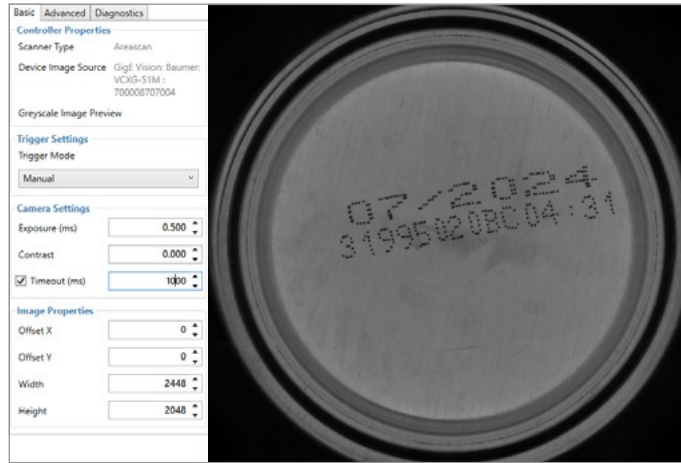 Basic Advanced Diagnostics
Controller Properties
Scanner Type Areascan
Device Image Source GigE Vision: Baumer:
VCXG-51M :
700008707004
Greyscale Image Preview
Trigger Settings
Trigger Mode
Manual
Camera Settings
Exposure (ms) 0.500
Contrast 0.000
Timeout (ms) 1000
Image Properties
Offset X 0
Offset Y 0
Width 2448
Height 2048
07/2024
31995020BC04:31